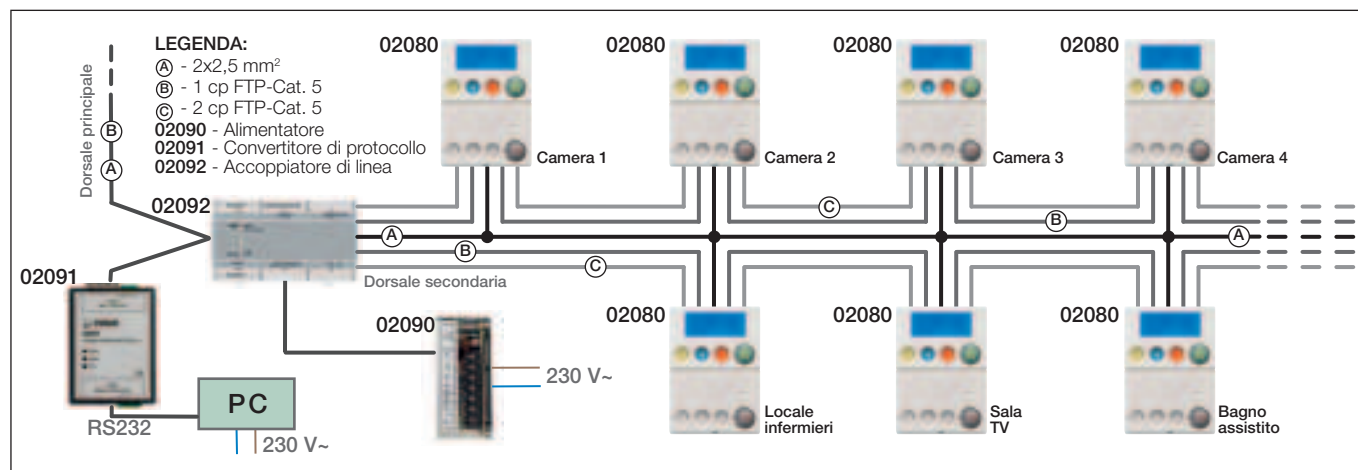 LEGENDA:
A - 2x2,5 mm²
B - 1 cp FTP-Cat. 5
C - 2 cp FTP-Cat. 5
02090 - Alimentatore
02091 - Convertitore di protocollo
02092 - Accoppiatore di linea
Dorsale principale
B
A
02080
Camera 1
02080
Camera 2
02080
Camera 3
02080
Camera 4
02092
A
B
C
C
B
A
Dorsale secondaria
02091
RS232
PC
230 V~
02090
230 V~
02080
Locale
infermieri
02080
Sala
TV
02080
Bagno
assistito